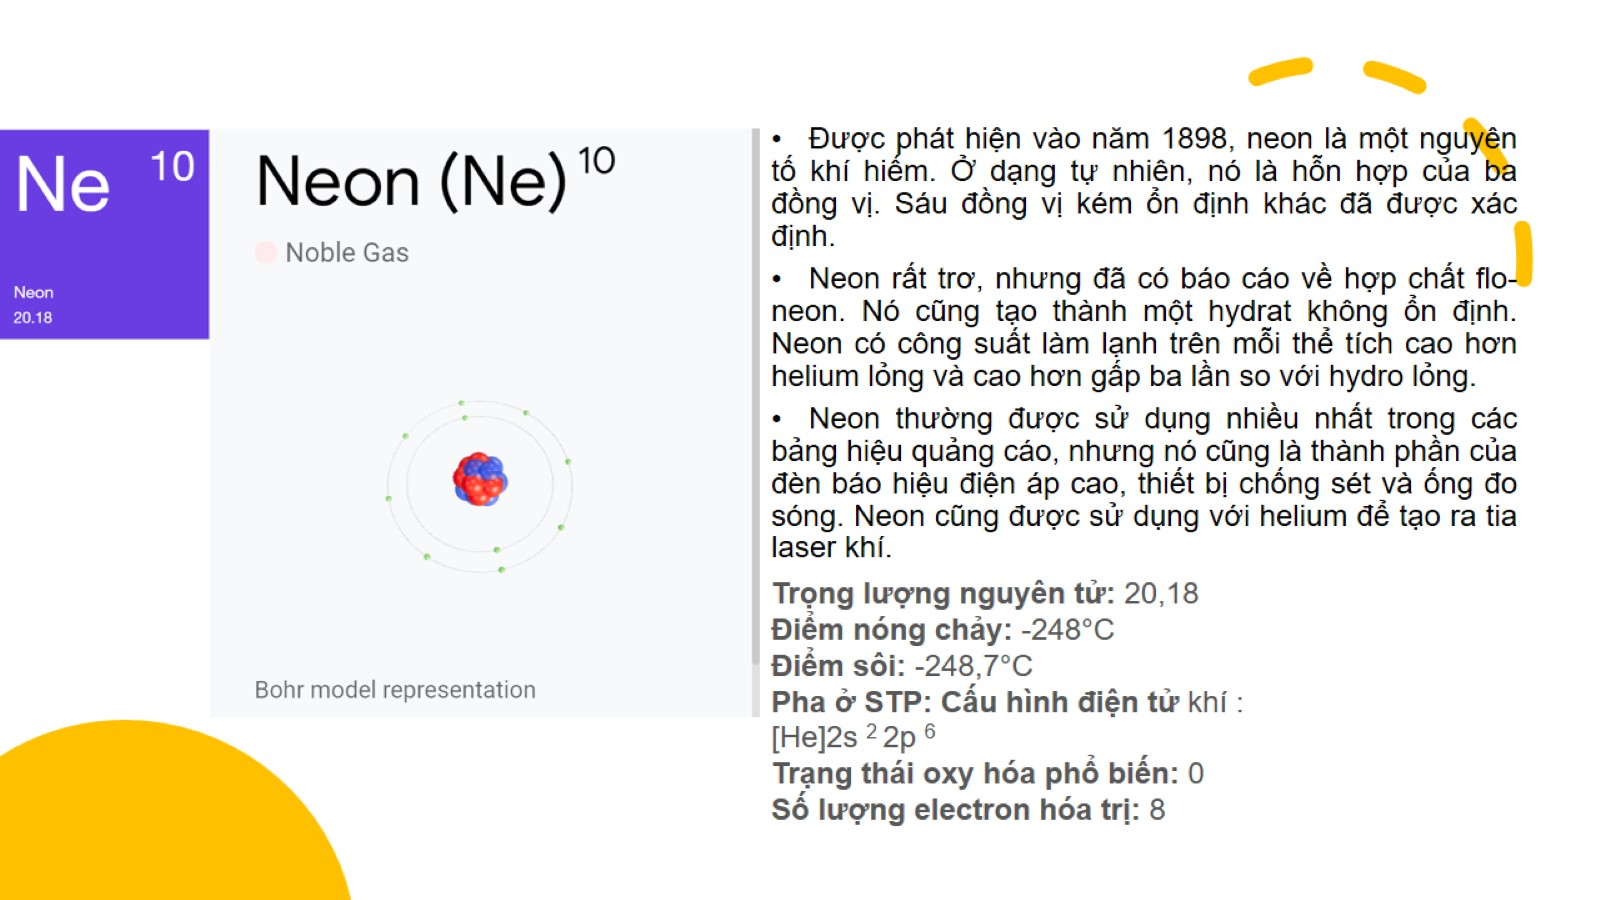 Ne 10
Neon
20.18
Neon (Ne) 10
Noble Gas
Bohr model representation
• Được phát hiện vào năm 1898, neon là một nguyên
tố khí hiếm. Ở dạng tự nhiên, nó là hỗn hợp của ba
đồng vị. Sáu đồng vị kém ổn định khác đã được xác
định.
• Neon rất trơ, nhưng đã có báo cáo về hợp chất flo-
neon. Nó cũng tạo thành một hydrat không ổn định.
Neon có công suất làm lạnh trên mỗi thể tích cao hơn
helium lỏng và cao hơn gấp ba lần so với hydro lỏng.
• Neon thường được sử dụng nhiều nhất trong các
bảng hiệu quảng cáo, nhưng nó cũng là thành phần của
đèn báo hiệu điện áp cao, thiết bị chống sét và ống đo
sóng. Neon cũng được sử dụng với helium để tạo ra tia
laser khí.
Trọng lượng nguyên tử: 20,18
Điểm nóng chảy: -248°C
Điểm sôi: -248,7°C
Pha ở STP: Cấu hình điện tử khí :
[He]2s 2 2p 6
Trạng thái oxy hóa phổ biến: 0
Số lượng electron hóa trị: 8